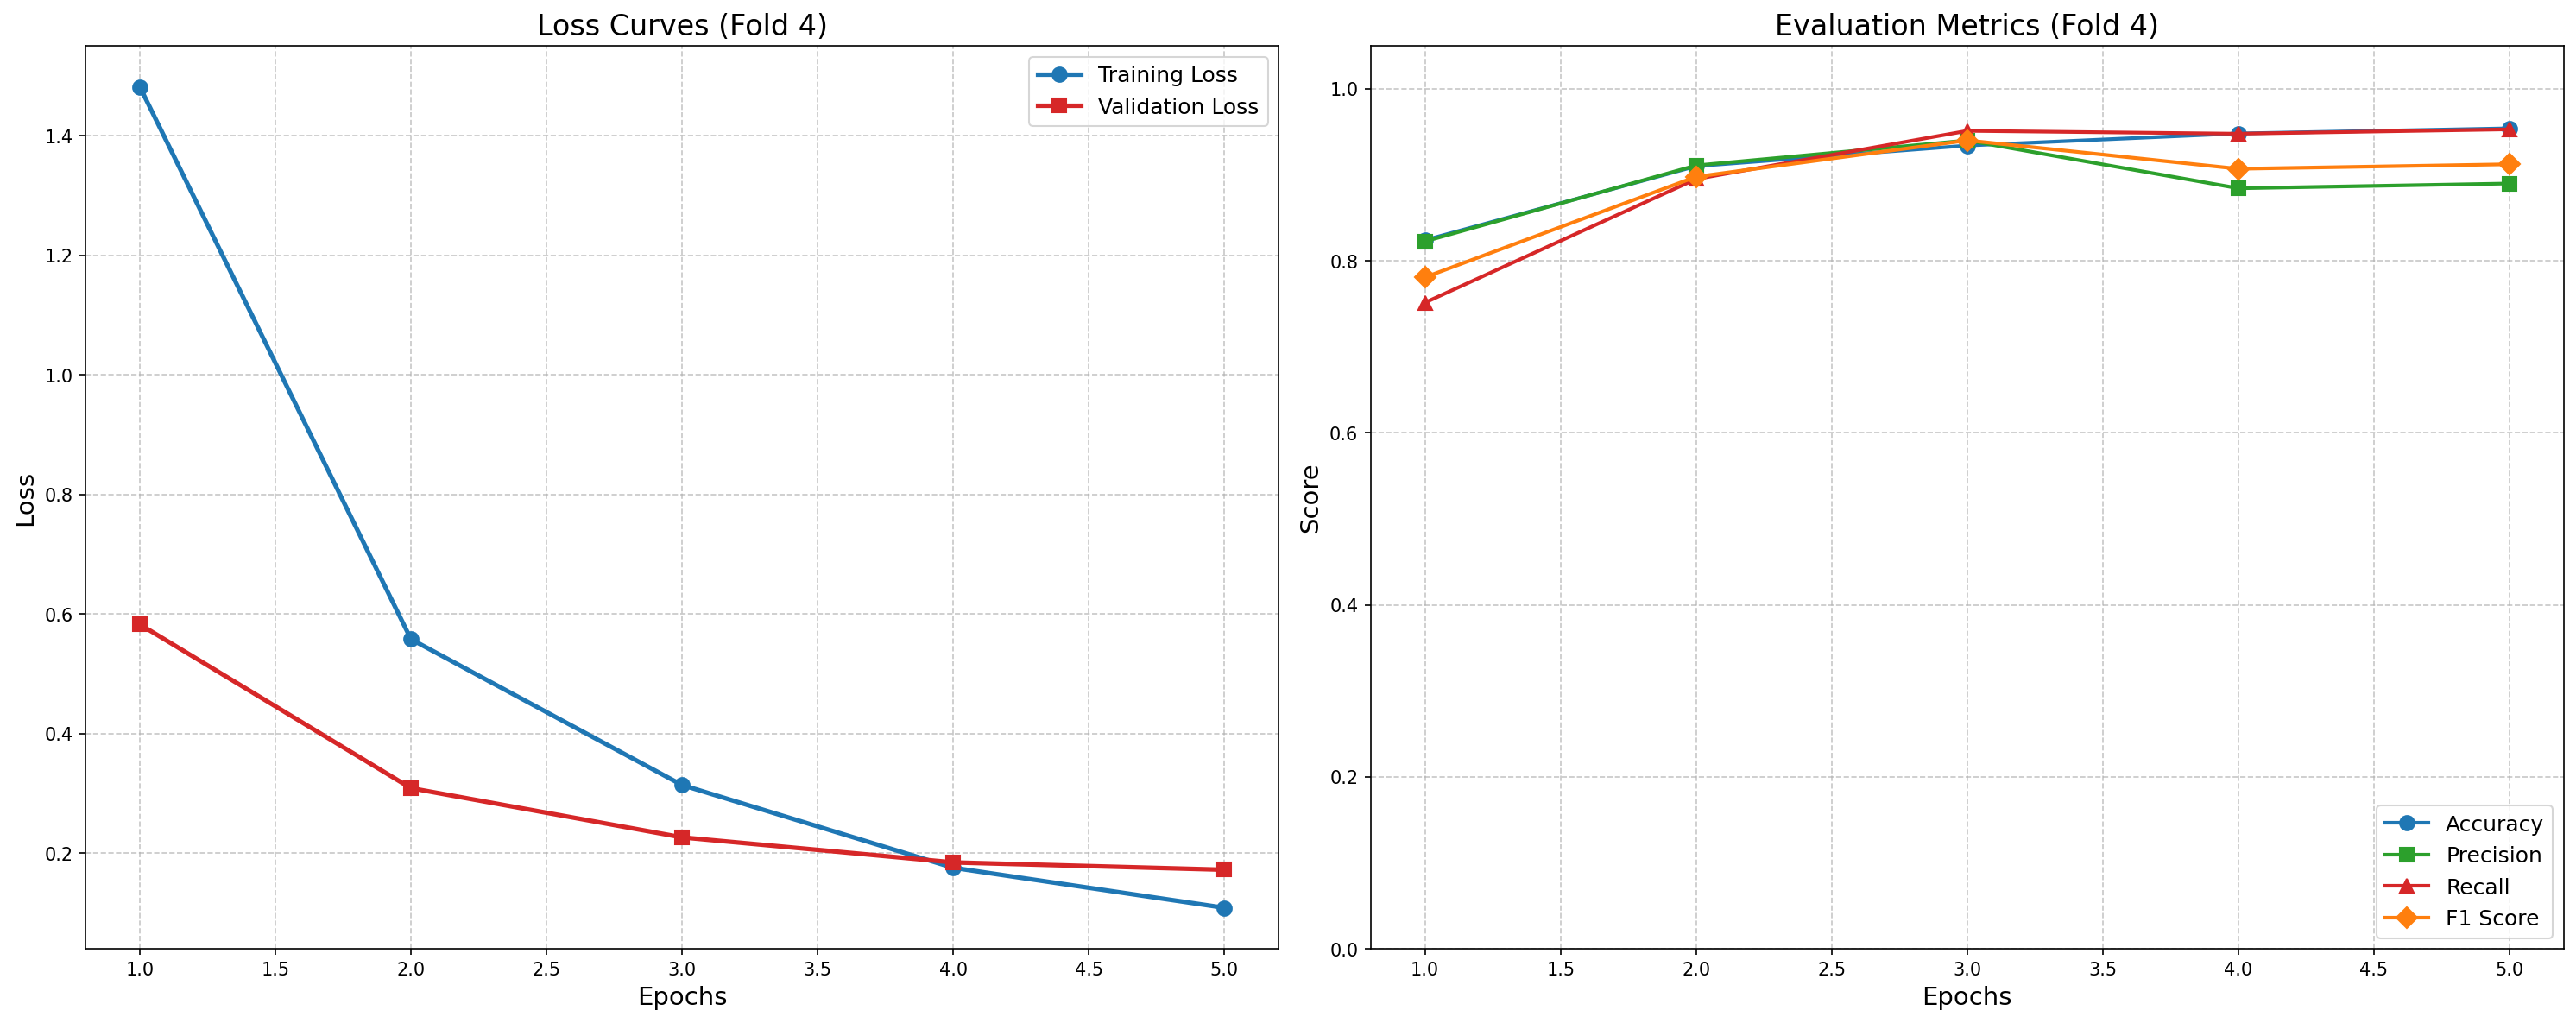 Loss Curves (Fold 4)
Training Loss
Validation Loss
Loss
1.4
1.2
1.0
0.8
0.6
0.4
0.2
1.0 1.5 2.0 2.5 3.0 3.5 4.0 4.5 5.0
Epochs
Evaluation Metrics (Fold 4)
Score
1.0
0.8
0.6
0.4
0.2
0.0
Accuracy
Precision
Recall
F1 Score
1.0 1.5 2.0 2.5 3.0 3.5 4.0 4.5 5.0
Epochs